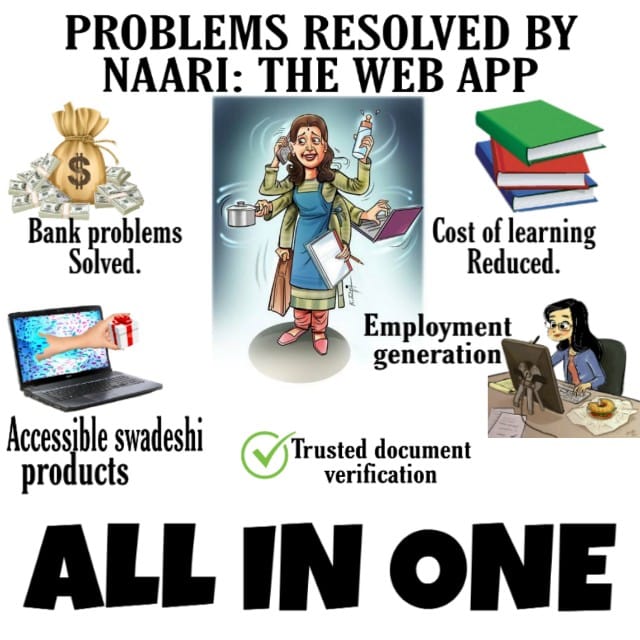 PROBLEMS RESOLVED BY
NAARI: THE WEB APP
$
Bank problems
Solved.
Cost of learning
Reduced.
Employment
generation
Accessible swadeshi
products
Trusted document
verification
ALL IN ONE